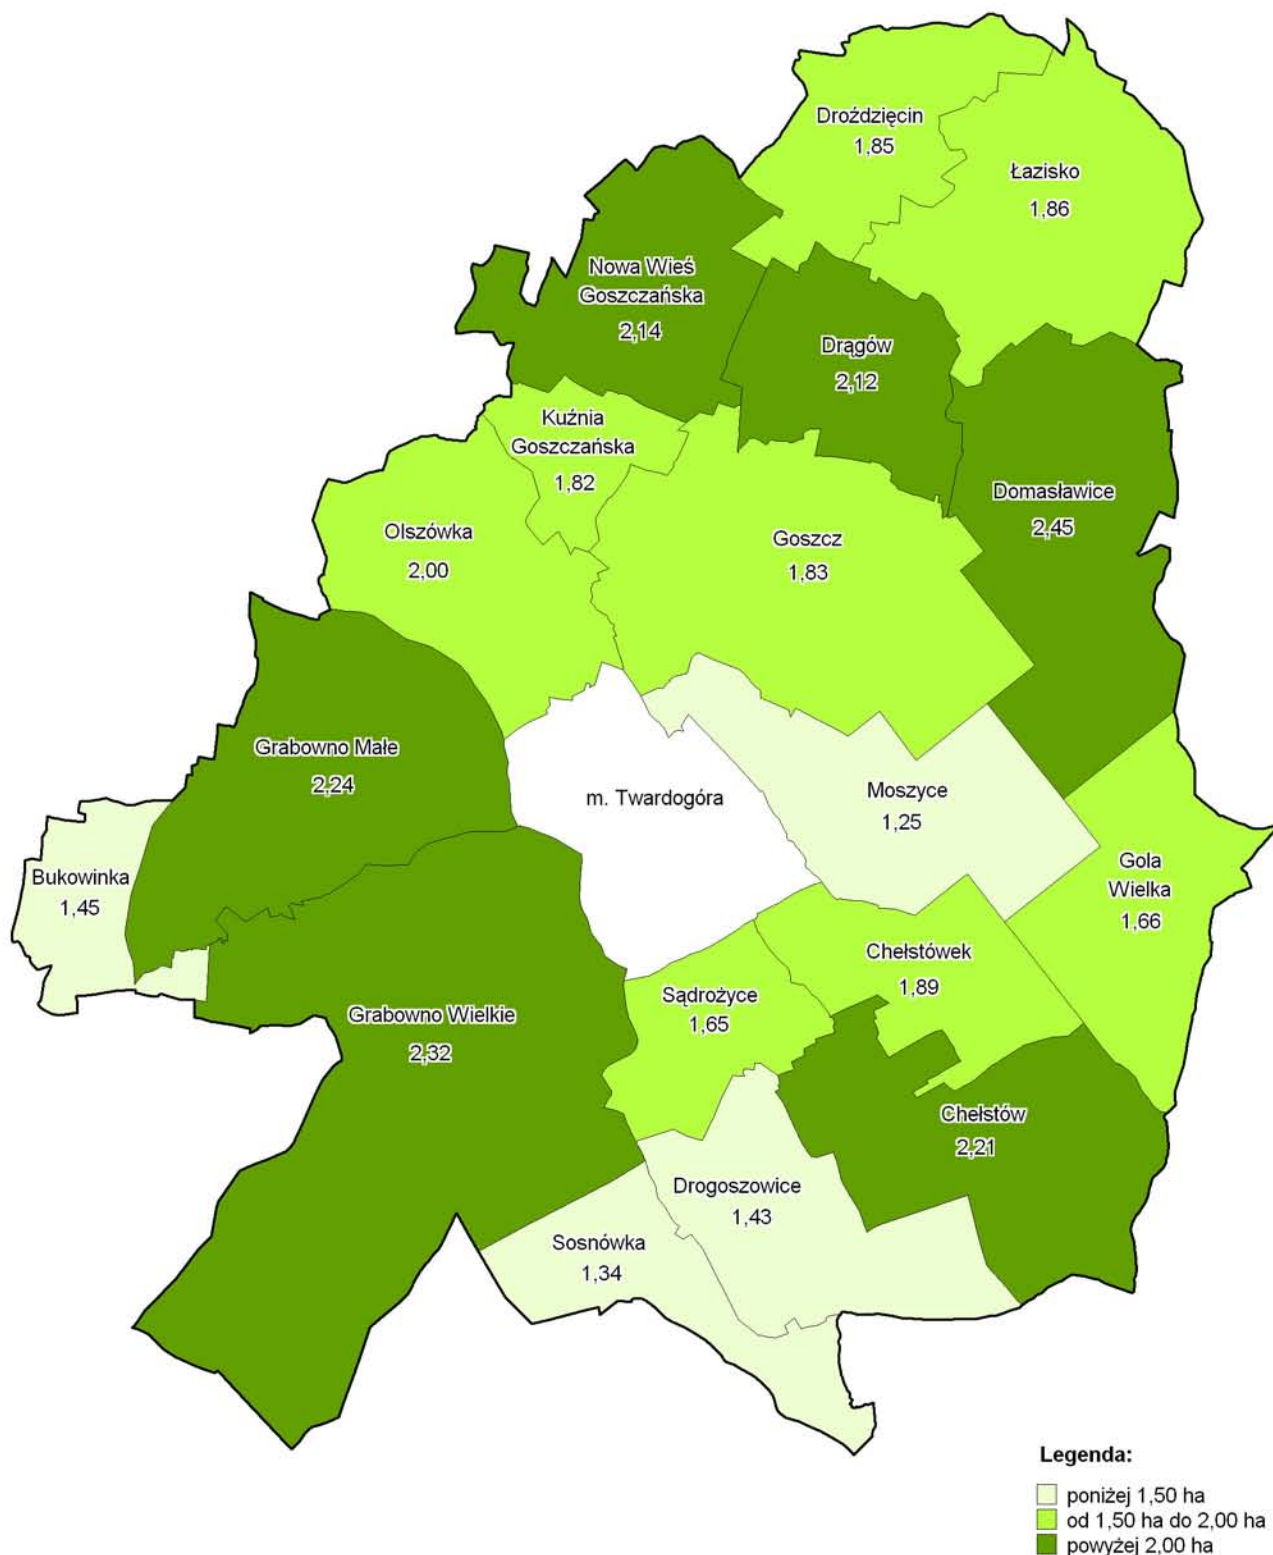 Droździęcin
1,85
Łazisko
1,86
Nowa Wieś
Goszczańska
2,14
Drągów
2,12
Kuźnia
Goszczańska
1,82
Domasławice
2,45
Olszówka
2,00
Goszcz
1,83
Grabowno Małe
2,24
m. Twardogóra
Moszyce
1,25
Gola
Wielka
1,66
Bukowinka
1,45
Chełstówek
1,89
Sądrożyce
1,65
Grabowno Wielkie
2,32
Chełstów
2,21
Drogoszowice
1,43
Sosnówka
1,34
Legenda:
poniżej 1,50 ha
od 1,50 ha do 2,00 ha
powyżej 2,00 ha